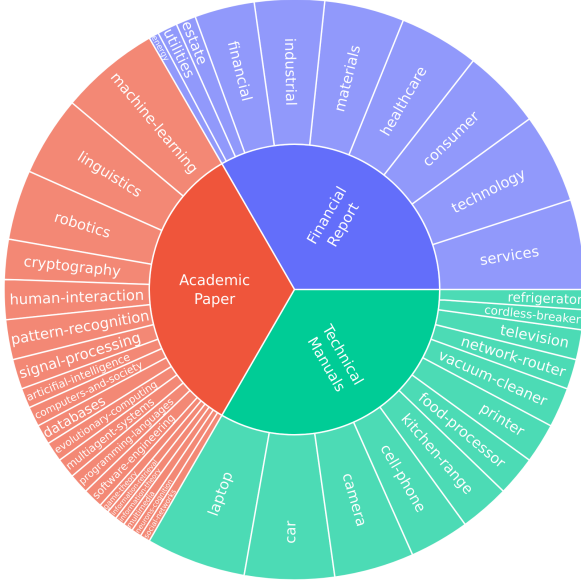 Financial
Report
services
technology
consumer
healthcare
materials
industrial
financial
estate
utilities
energy
Academic
Paper
machine-learning
linguistics
robotics
cryptography
human-interaction
pattern-recognition
signal-processing
articifial-intelligence
computers-and-society
databases
evolutionary-computing
multiagent-systems
programming-languages
software-engineering
Technical
Manuals
laptop
car
camera
cell-phone
kitchen-range
food-processor
printer
vacuum-cleaner
network-router
television
cordless-breaker
refrigerator